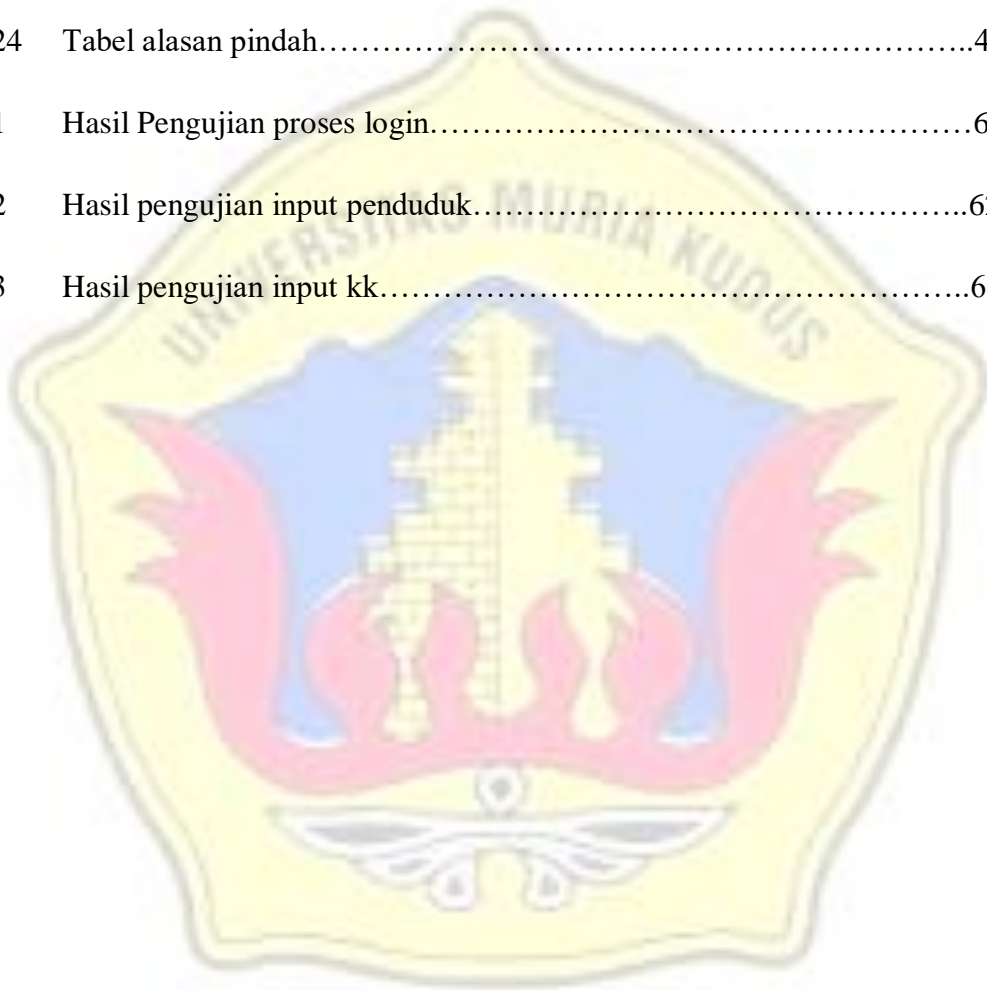 24 Tabel alasan pindah…………………………………………………………..4
1 Hasil Pengujian proses login………………………………………………6
2 Hasil pengujian input penduduk…………………………………………..6
3 Hasil pengujian input kk…………………………………………………..6
UNIVERSITAS MURIA KUDUS